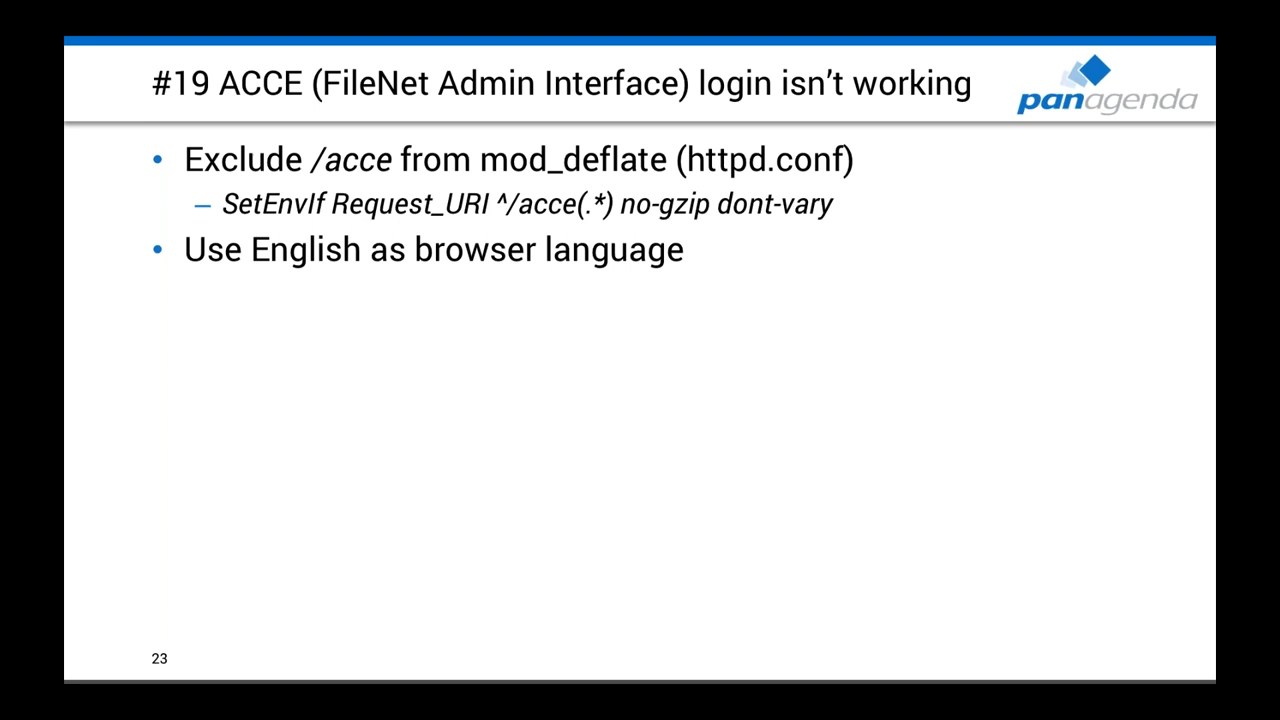 #19 ACCE (FileNet Admin Interface) login isn’t working
panagenda
• Exclude /acce from mod_deflate (httpd.conf)
– SetEnvIf Request_URI ^/acce(.*) no-gzip dont-vary
• Use English as browser language
23